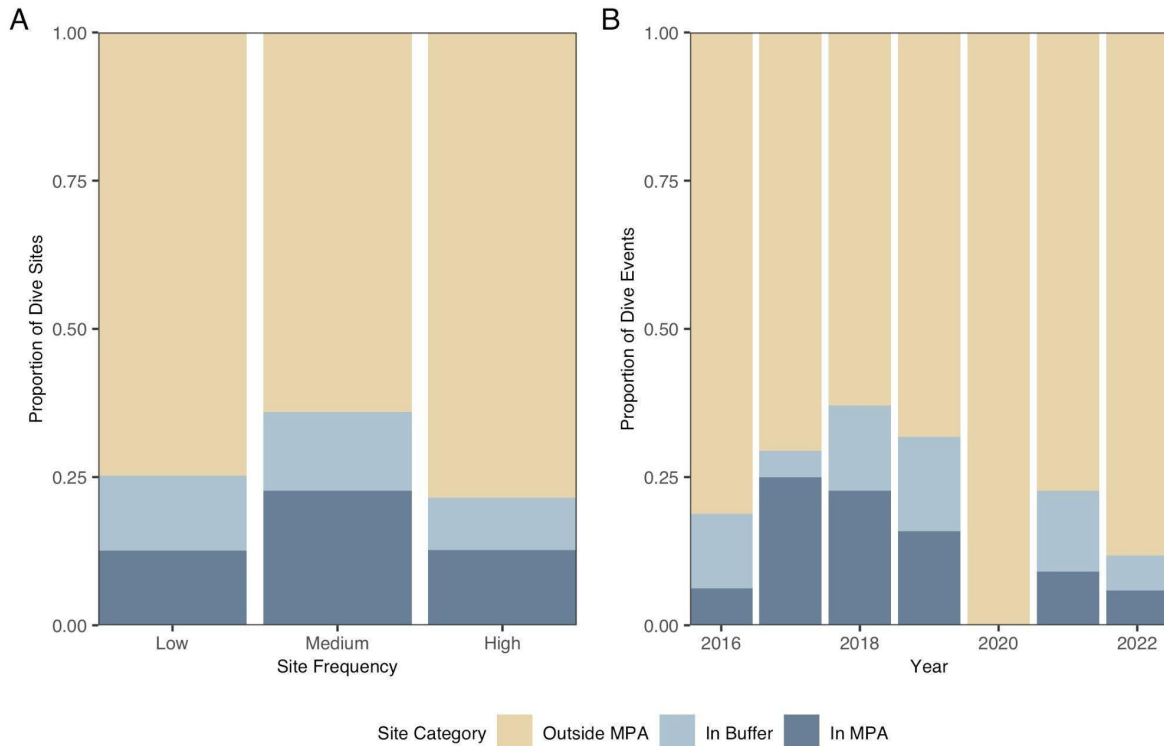 A
1.00
0.75
0.50
0.25
0.00
Proportion of Dive Sites
Low Medium High
Site Frequency
B
1.00
0.75
0.50
0.25
0.00
Proportion of Dive Events
2016 2018 2020 2022
Year
Site Category Outside MPA In Buffer In MPA